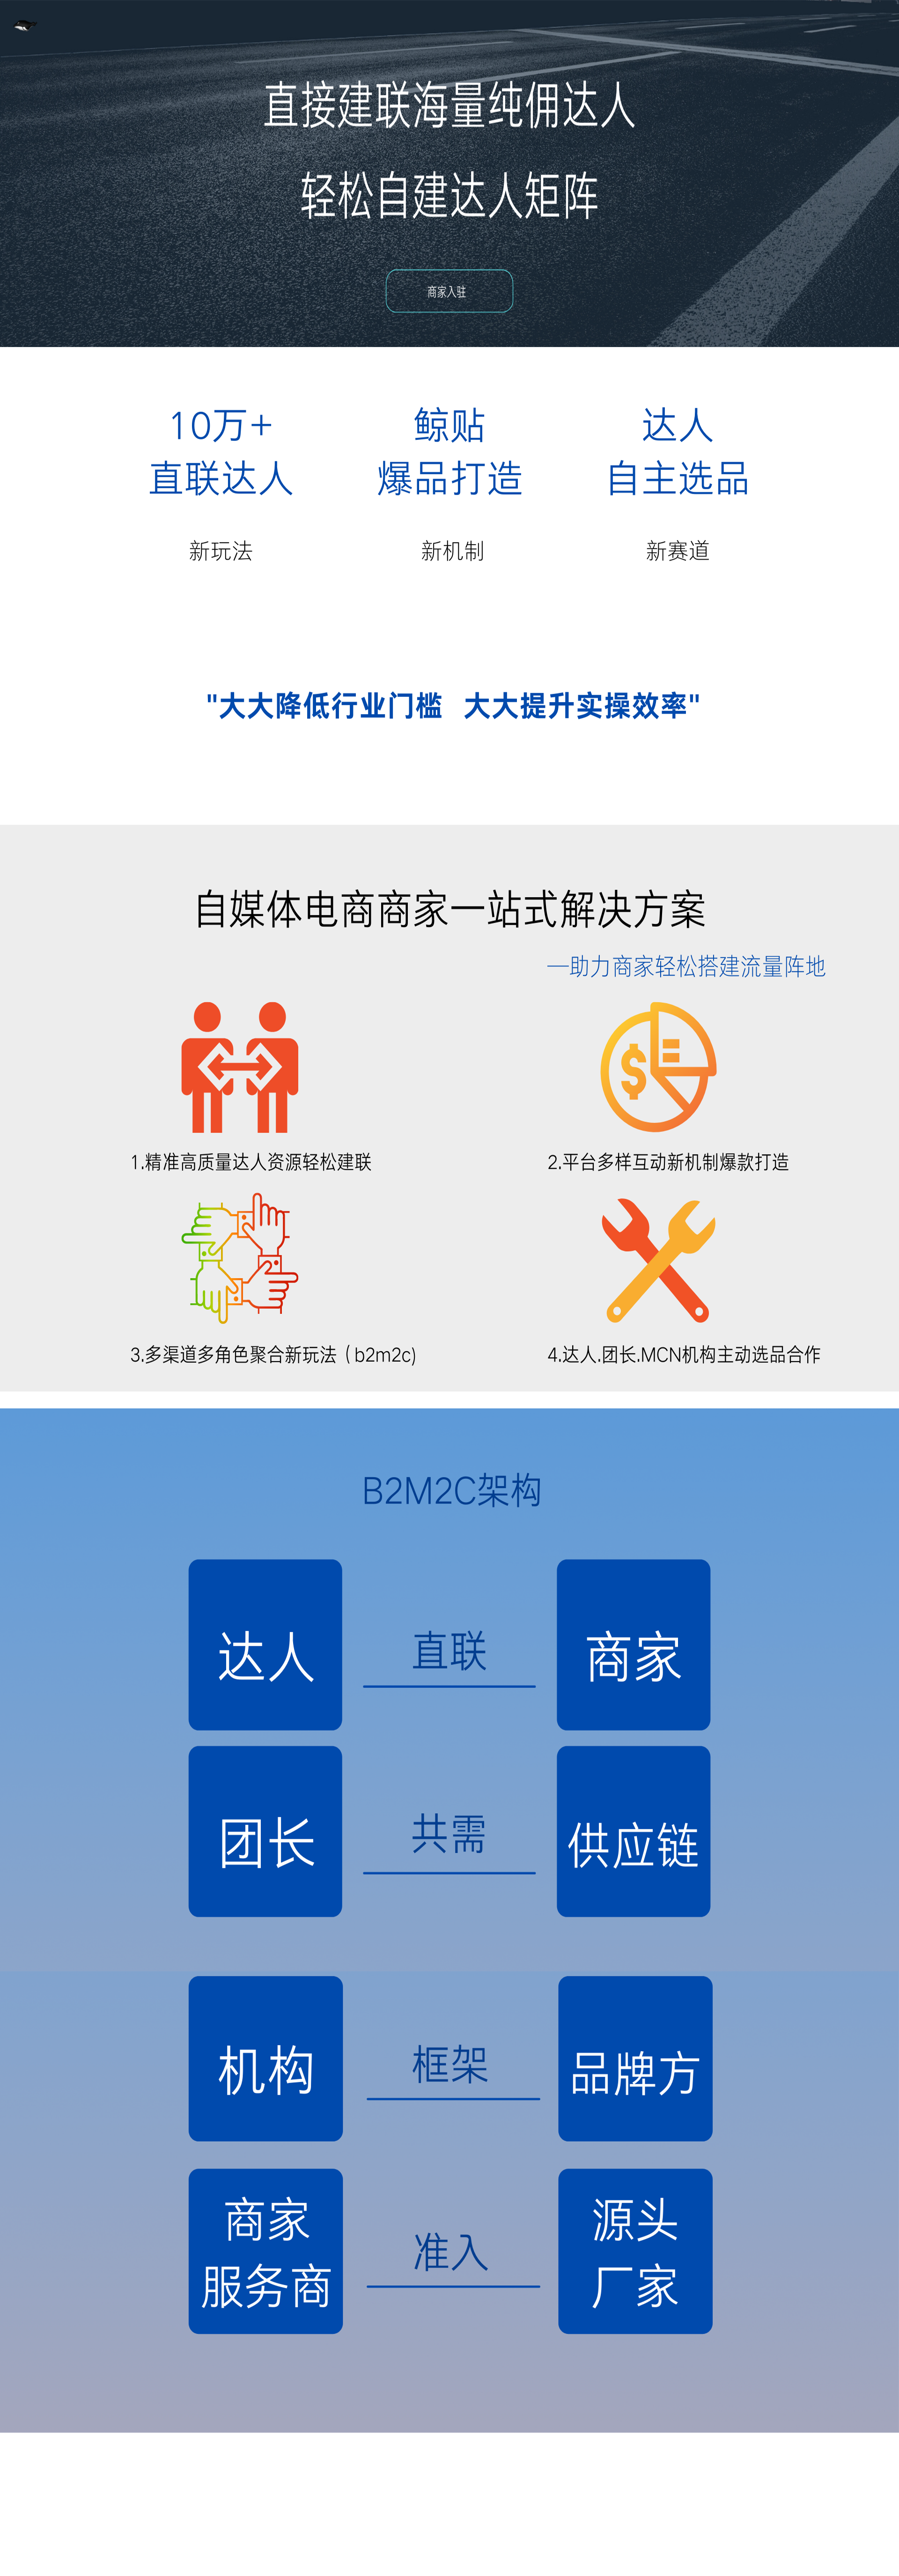 直接建联海量纯佣达人
轻松自建达人矩阵
商家入驻
10万+
直联达人
新玩法
鲸贴
爆品打造
新机制
达人
自主选品
新赛道
"大大降低行业门槛 大大提升实操效率"
自媒体电商商家一站式解决方案
—助力商家轻松搭建流量阵地
1.精准高质量达人资源轻松建联
2.平台多样互动新机制爆款打造
3.多渠道多角色聚合新玩法（b2m2c)
4.达人.团长.MCN机构主动选品合作
B2M2C架构
达人
直联
商家
团长
共需
供应链
机构
框架
品牌方
商家
服务商
准入
源头
厂家